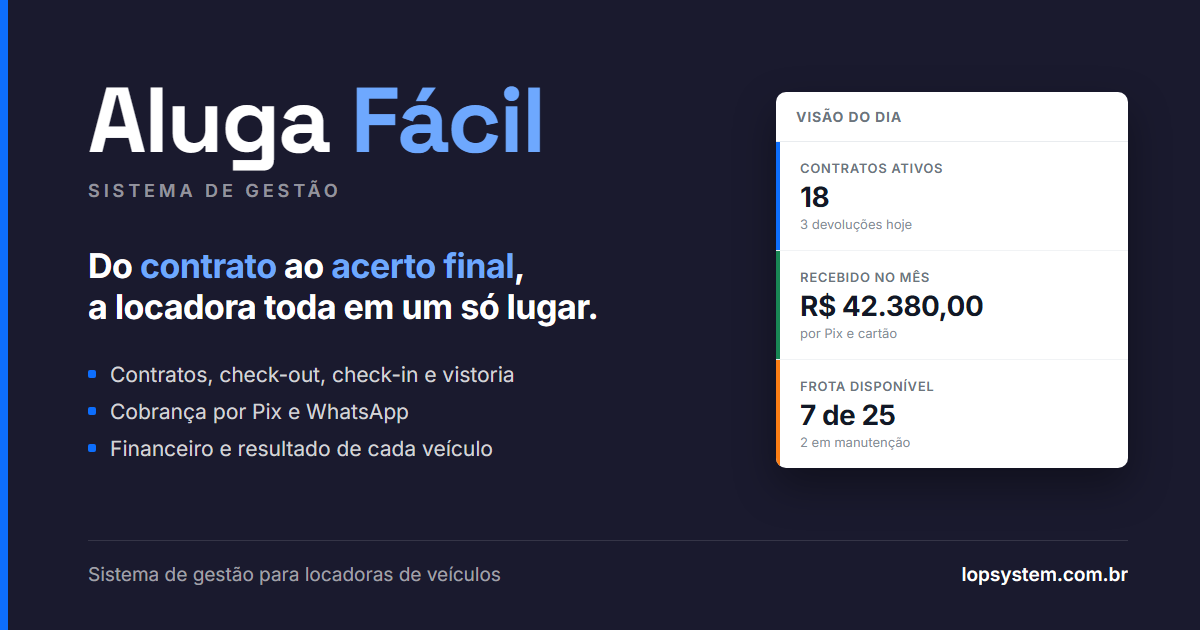 Aluga Fácil
SISTEMA DE GESTÃO
Do contrato ao acerto final,
a locadora toda em um só lugar.
Contratos, check-out, check-in e vistoria
Cobrança por Pix e WhatsApp
Financeiro e resultado de cada veículo
VISÃO DO DIA
CONTRATOS ATIVOS
18
3 devoluções hoje
RECEBIDO NO MÊS
R$ 42.380,00
por Pix e cartão
FROTA DISPONÍVEL
7 de 25
2 em manutenção
Sistema de gestão para locadoras de veículos
lopsystem.com.br